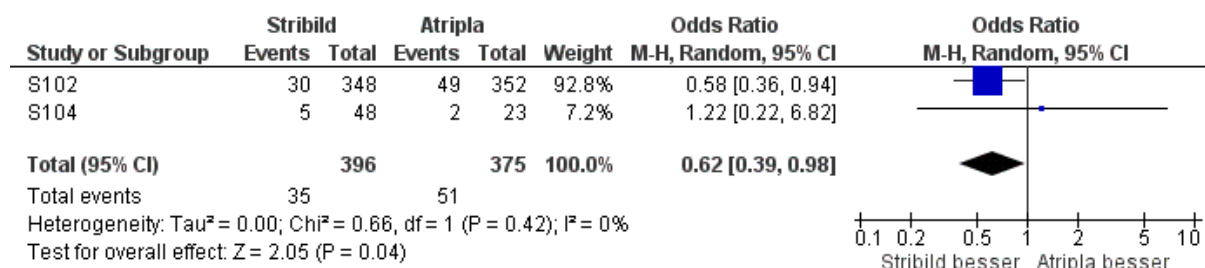 Stribild Atripla Odds Ratio Odds Ratio
Study or Subgroup Events Total Events Total Weight M-H, Random, 95% CI M-H, Random, 95% CI
S102 30 348 49 352 92.8% 0.58 [0.36, 0.94]
S104 5 48 2 23 7.2% 1.22 [0.22, 6.82]
Total (95% CI) 396 375 100.0% 0.62 [0.39, 0.98]
Total events 35 51
Heterogeneity: Tau² = 0.00; Chi² = 0.66, df = 1 (P = 0.42); I² = 0%
Test for overall effect: Z = 2.05 (P = 0.04)
0.1 0.2 0.5 1 2 5 10
Stribild besser Atripla besser